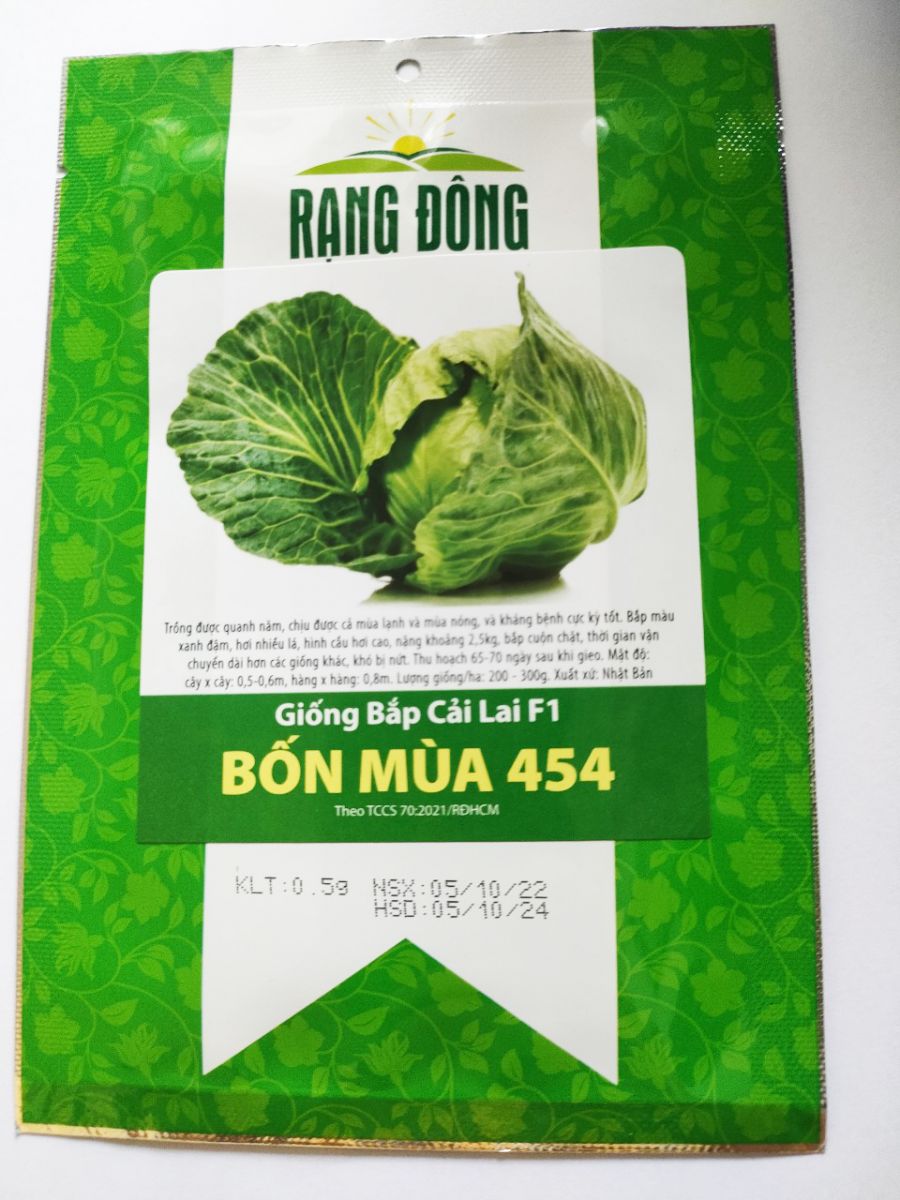 RẠNG ĐÔNG
Trồng được quanh năm, chịu được cả mùa lạnh và mùa nóng, và kháng bệnh cực kỳ tốt. Bắp màu
xanh đậm, hơi nhiều lá, hình cầu hơi cao, nặng khoảng 2.5kg, bắp cuôn chặt, thời gian vận
chuyển dài hơn các giống khác, khó bị nứt. Thu hoạch 65-70 ngày sau khi gieo. Mật độ:
cây x cây: 0,5-0,6m, hàng x hàng: 0,8m. Lượng giống/ha: 200 - 300g. Xuất xứ: Nhật Bản
Giống Bắp Cải Lai F1
BỐN MÙA 454
Theo TCCS 70:2021/RĐHCM
KLT:0.5g NSX:05/10/22
HSD:05/10/24